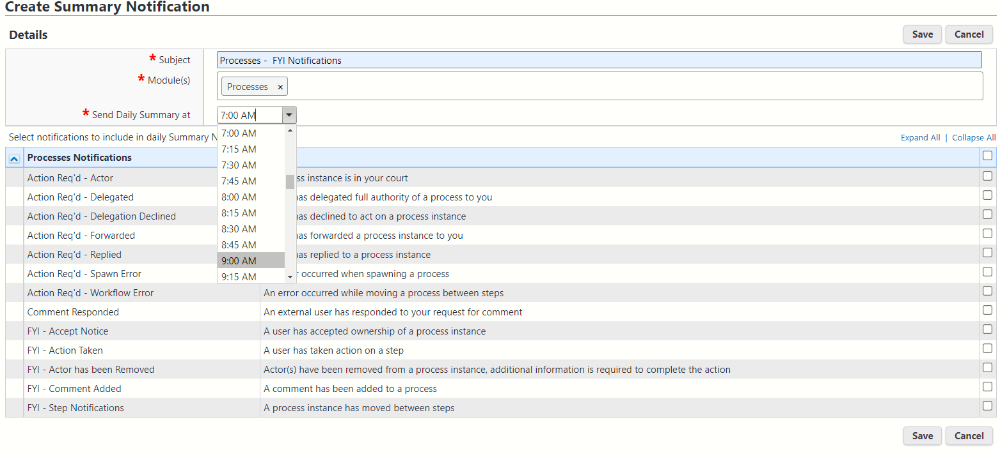 Create Summary Notification
Details
Save Cancel
* Subject Processes -  FYI Notifications
* Module(s) Processes ×
* Send Daily Summary at 7:00 AM
7:00 AM
7:15 AM
7:30 AM
7:45 AM
8:00 AM
8:15 AM
8:30 AM
8:45 AM
9:00 AM
9:15 AM
Select notifications to include in daily Summary
Expand All | Collapse All
Processes Notifications
Action Req'd - Actor instance is in your court
Action Req'd - Delegated has delegated full authority of a process to you
Action Req'd - Delegation Declined has declined to act on a process instance
Action Req'd - Forwarded has forwarded a process instance to you
Action Req'd - Replied has replied to a process instance
Action Req'd - Spawn Error occurred when spawning a process
Action Req'd - Workflow Error An error occurred while moving a process between steps
Comment Responded An external user has responded to your request for comment
FYI - Accept Notice A user has accepted ownership of a process instance
FYI - Action Taken A user has taken action on a step
FYI - Actor has been Removed Actor(s) have been removed from a process instance, additional information is required to complete the action
FYI - Comment Added A comment has been added to a process
FYI - Step Notifications A process instance has moved between steps
Save Cancel